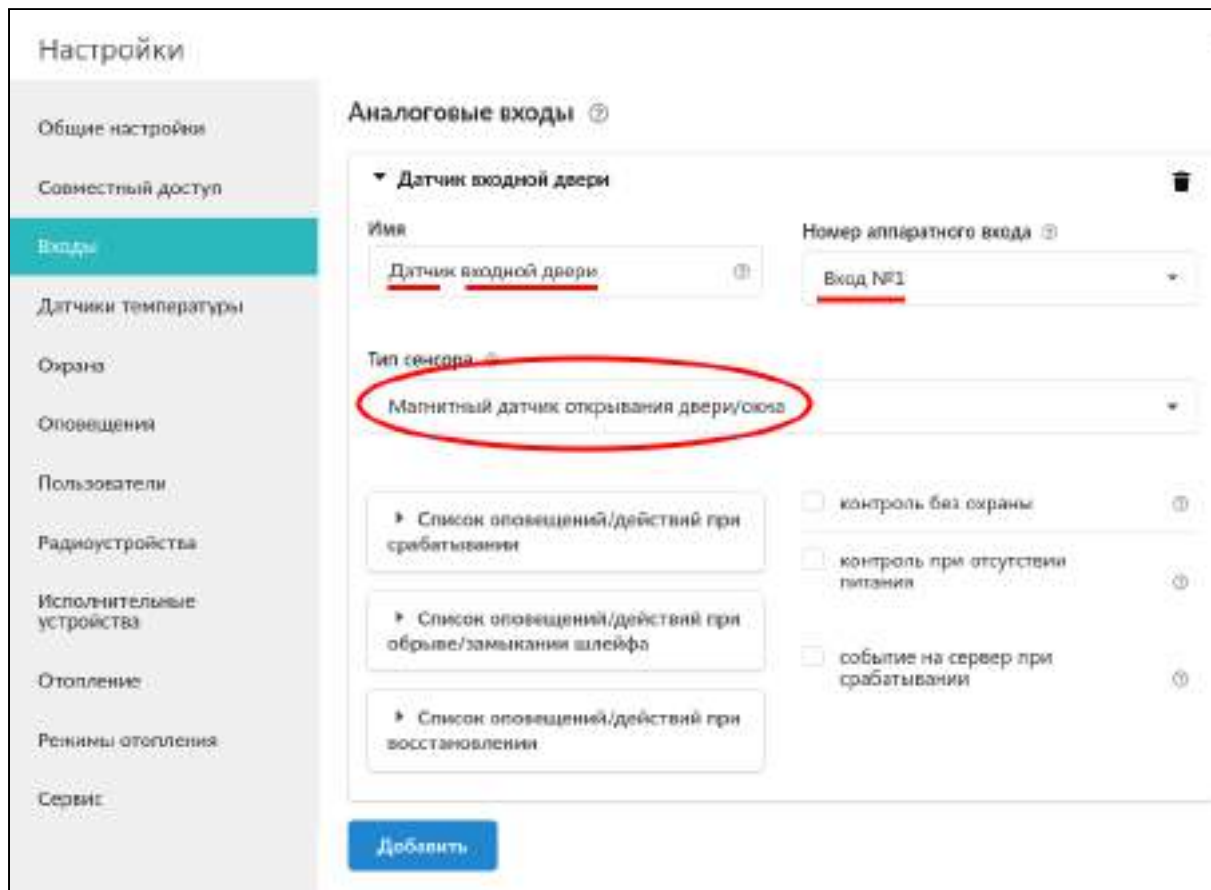 Настройки
Общие настройки
Совместный доступ
Входы
Датчики температуры
Охрана
Оповещения
Пользователи
Радиоустройства
Исполнительные
устройства
Отопление
Режимы отопления
Сервис
Аналоговые входы
Датчик входной двери
Имя
Датчик входной двери
Номер аппаратного входа
Вход №1
Тип сенсора
Магнитный датчик открывания двери/окна
Список оповещений/действий при
срабатывании
Список оповещений/действий при
обрыве/замыкании шлейфа
Список оповещений/действий при
восстановлении
контроль без охраны
контроль при отсутствии
питания
событие на сервер при
срабатывании
Добавить